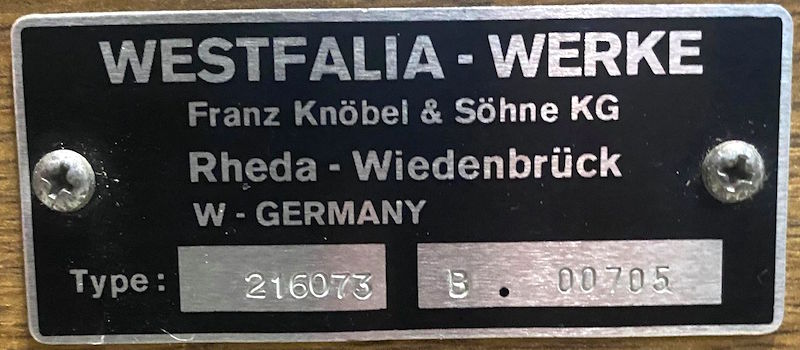 WESTFALIA - WERKE
Franz Knöbel & Söhne KG
Rheda - Wiedenbrück
W - GERMANY
Type: 216073 B . 00705